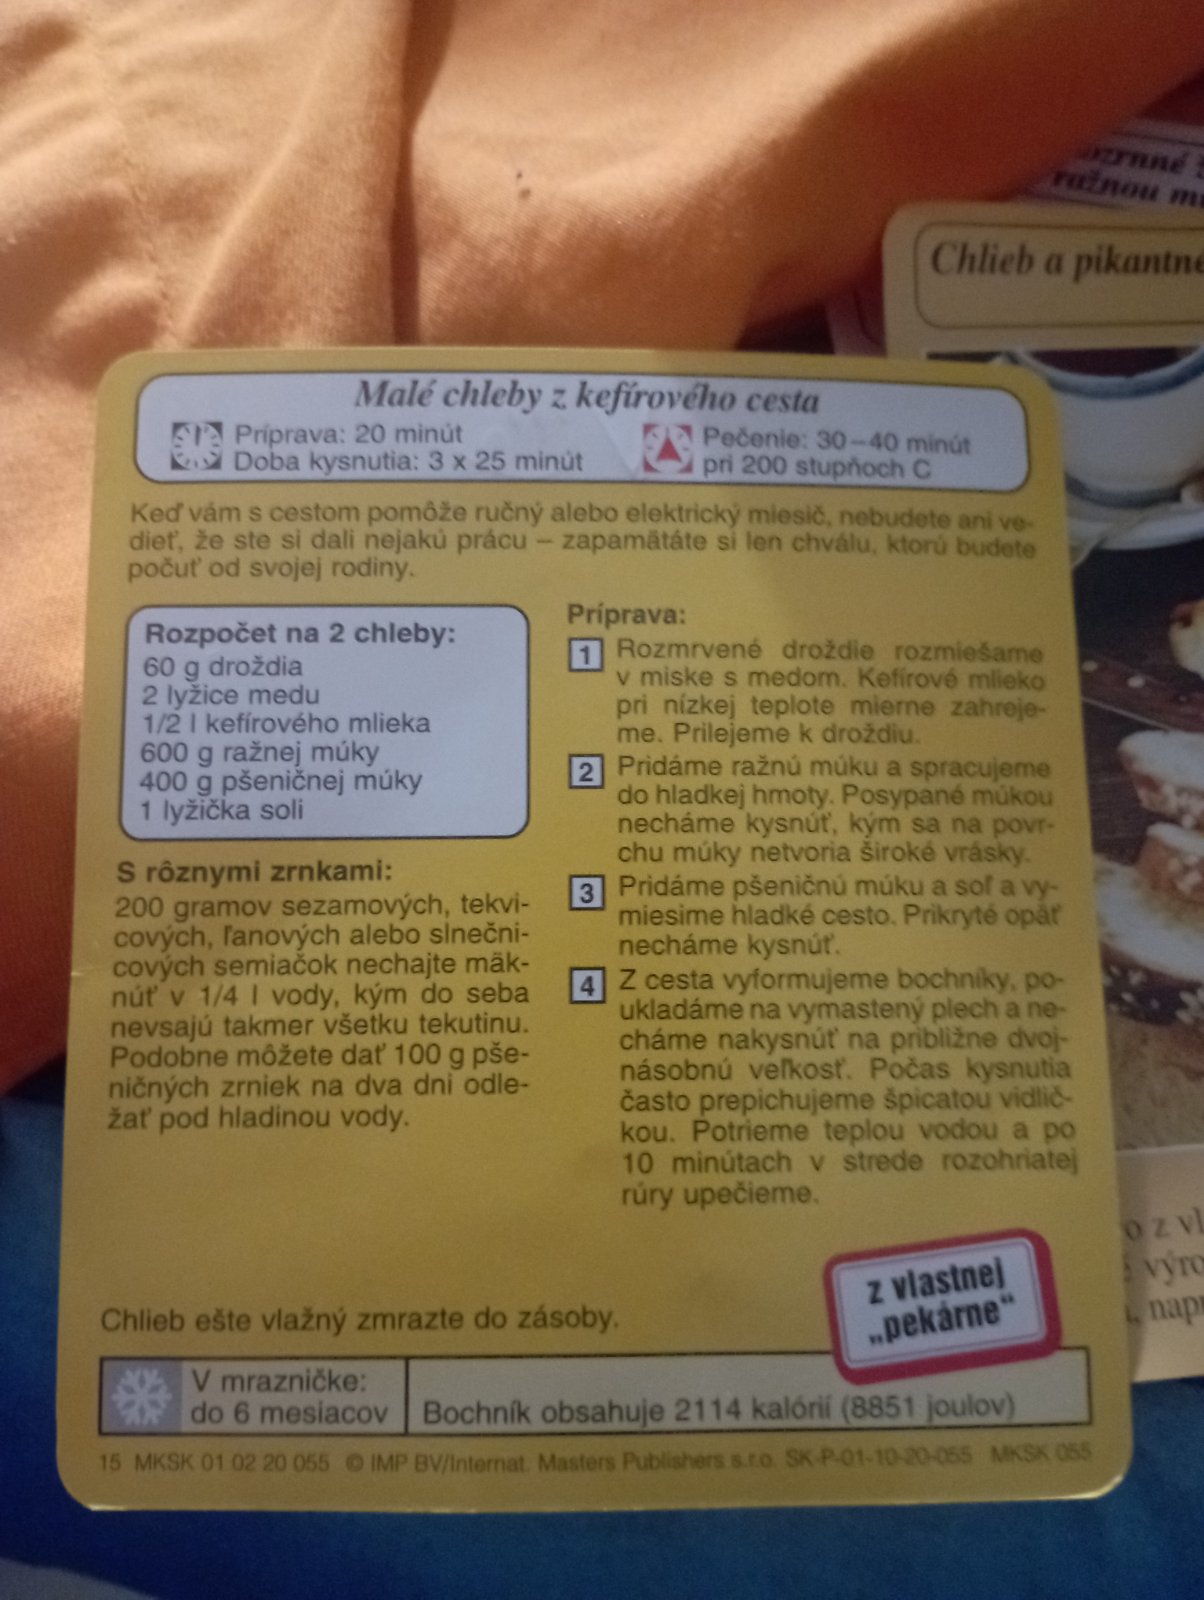 ozrnné
ražnou
Chlieb a pikantné
Malé chleby z kefírového cesta
Príprava: 20 minút
Doba kysnutia: 3 x 25 minút
Pečenie: 30–40 minút
pri 200 stupňoch C
Keď vám s cestom pomôže ručný alebo elektrický miesič, nebudete ani ve-
dieť, že ste si dali nejakú prácu – zapamätáte si len chválu, ktorú budete
počuť od svojej rodiny.
Rozpočet na 2 chleby:
60 g droždia
2 lyžice medu
1/2 l kefírového mlieka
600 g ražnej múky
400 g pšeničnej múky
1 lyžička soli
S rôznymi zrnkami:
200 gramov sezamových, tekvi-
cových, ľanových alebo slnečni-
cových semiačok nechajte mäk-
núť v 1/4 l vody, kým do seba
nevsajú takmer všetku tekutinu.
Podobne môžete dať 100 g pše-
ničných zrniek na dva dni odle-
žať pod hladinou vody.
Príprava:
1 Rozmrvené droždie rozmiešame
v miske s medom. Kefírové mlieko
pri nízkej teplote mierne zahreje-
me. Prilejeme k droždiu.
2 Pridáme ražnú múku a spracujeme
do hladkej hmoty. Posypané múkou
necháme kysnúť, kým sa na povr-
chu múky netvoria široké vrásky.
3 Pridáme pšeničnú múku a soľ a vy-
miesime hladké cesto. Prikryté opäť
necháme kysnúť.
4 Z cesta vyformujeme bochníky, po-
ukladáme na vymastený plech a ne-
cháme nakysnúť na približne dvoj-
násobnú veľkosť. Počas kysnutia
často prepichujeme špicatou vidlič-
kou. Potrieme teplou vodou a po
10 minútach v strede rozohriatej
rúry upečieme.
z vlastnej
„pekárne“
Chlieb ešte vlažný zmrazte do zásoby.
V mrazničke:
do 6 mesiacov
Bochník obsahuje 2114 kalórií (8851 joulov)
15 MKSK 01 02 20 055 © IMP BV/Internat. Masters Publishers s.r.o. SK-P-01-10-20-055 MKSK 055
o z vl
výro
napr